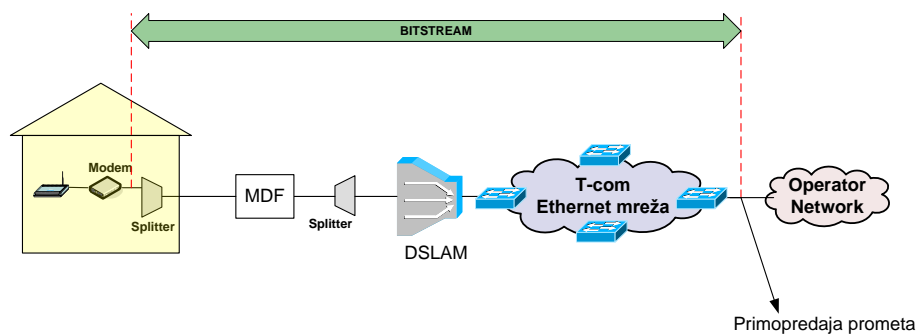 BITSTREAM
Modem
Splitter
MDF
Splitter
DSLAM
T-com
Ethernet mreža
Operator
Network
Primopredaja prometa